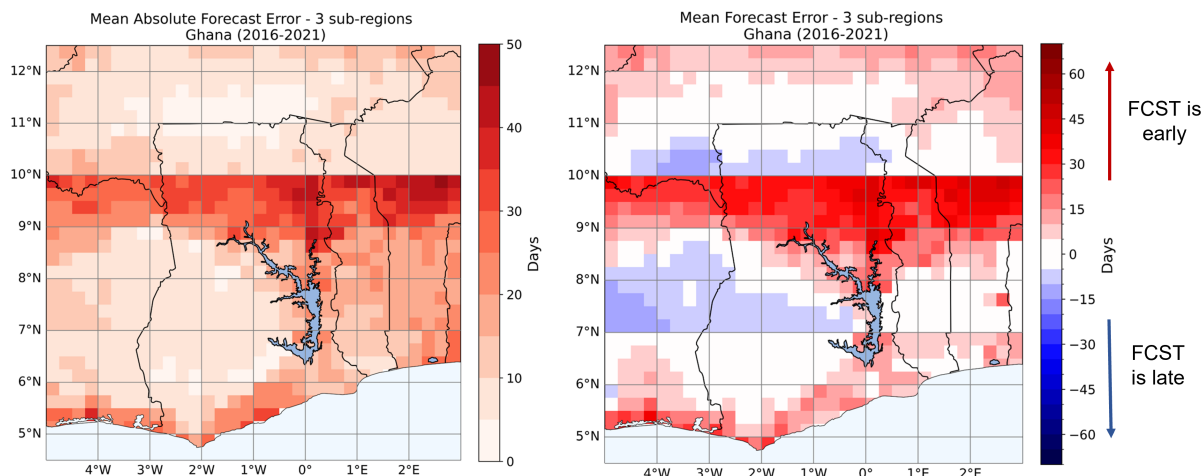 Mean Absolute Forecast Error - 3 sub-regions
Ghana (2016-2021)
12°N
11°N
10°N
9°N
8°N
7°N
6°N
5°N
4°W
3°W
2°W
1°W
0°
1°E
2°E
50
40
30
20
10
0
Days
Mean Forecast Error - 3 sub-regions
Ghana (2016-2021)
12°N
11°N
10°N
9°N
8°N
7°N
6°N
5°N
4°W
3°W
2°W
1°W
0°
1°E
2°E
60
45
30
15
0
−15
−30
−45
−60
Days
FCST is
early
FCST
is late